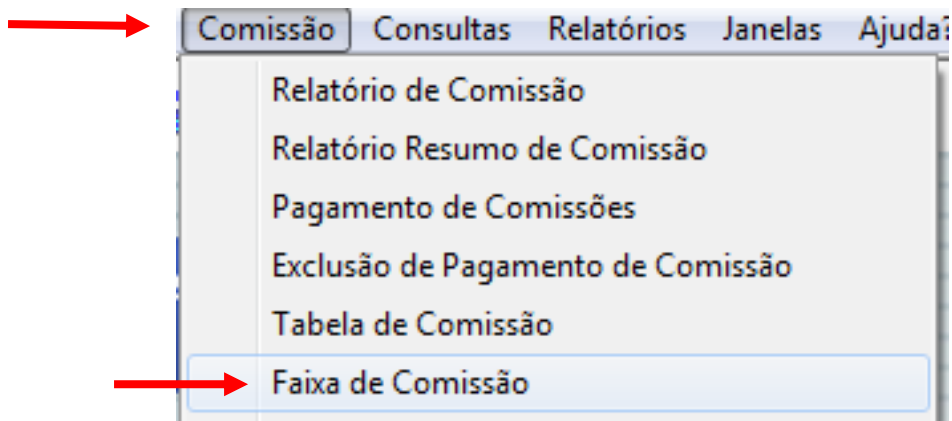 Comissão Consultas Relatórios Janelas Ajuda?
Relatório de Comissão
Relatório Resumo de Comissão
Pagamento de Comissões
Exclusão de Pagamento de Comissão
Tabela de Comissão
Faixa de Comissão